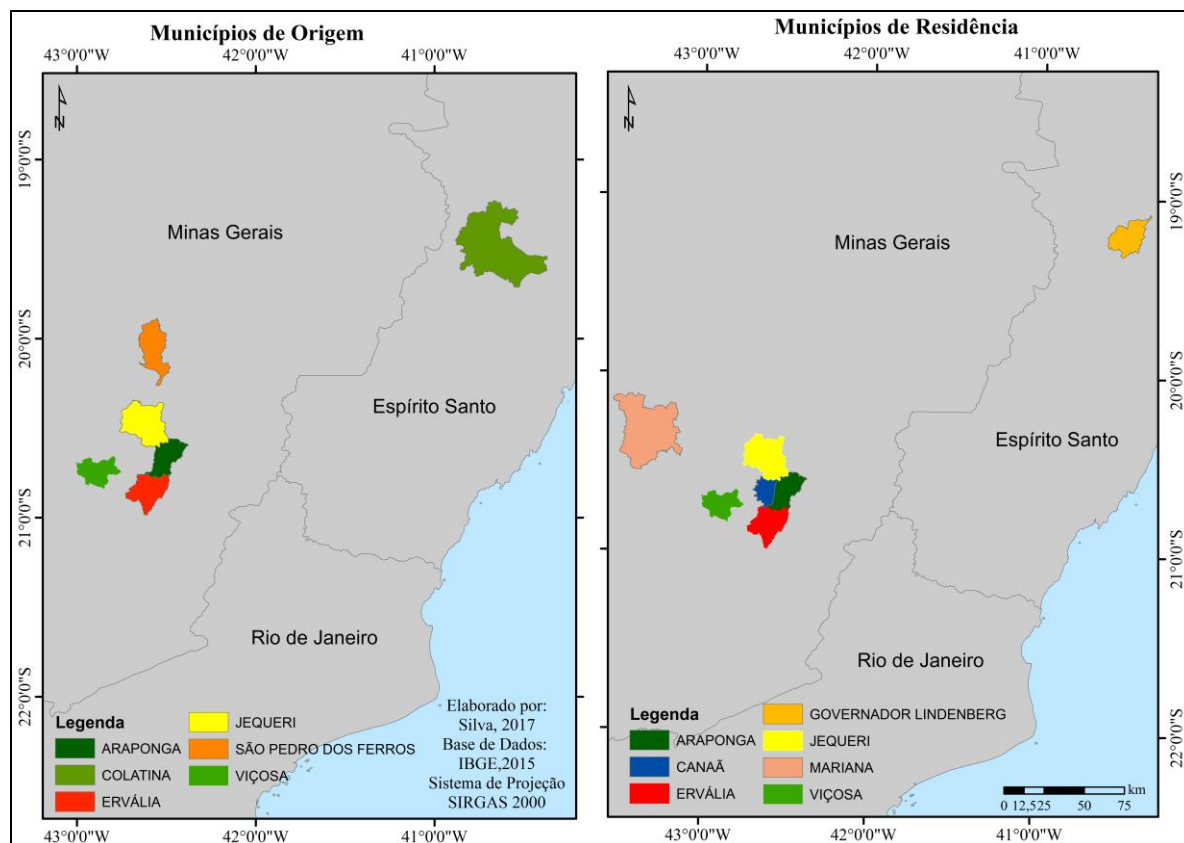 Municípios de Origem
43°0'0"W
42°0'0"W
41°0'0"W
N
19°0'0"S
20°0'0"S
21°0'0"S
22°0'0"S
Minas Gerais
Espírito Santo
Rio de Janeiro
Legenda
ARAPONGA
COLATINA
ERVÁLIA
JEQUERI
SÃO PEDRO DOS FERROS
VIÇOSA
Elaborado por:
Silva, 2017
Base de Dados:
IBGE,2015
Sistema de Projeção
SIRGAS 2000
43°0'0"W
42°0'0"W
41°0'0"W
Municípios de Residência
43°0'0"W
42°0'0"W
41°0'0"W
N
Minas Gerais
Espírito Santo
Rio de Janeiro
19°0'0"S
20°0'0"S
21°0'0"S
22°0'0"S
Legenda
ARAPONGA
CANAÃ
ERVÁLIA
GOVERNADOR LINDENBERG
JEQUERI
MARIANA
VIÇOSA
km
0 12,525 50 75
43°0'0"W
42°0'0"W
41°0'0"W